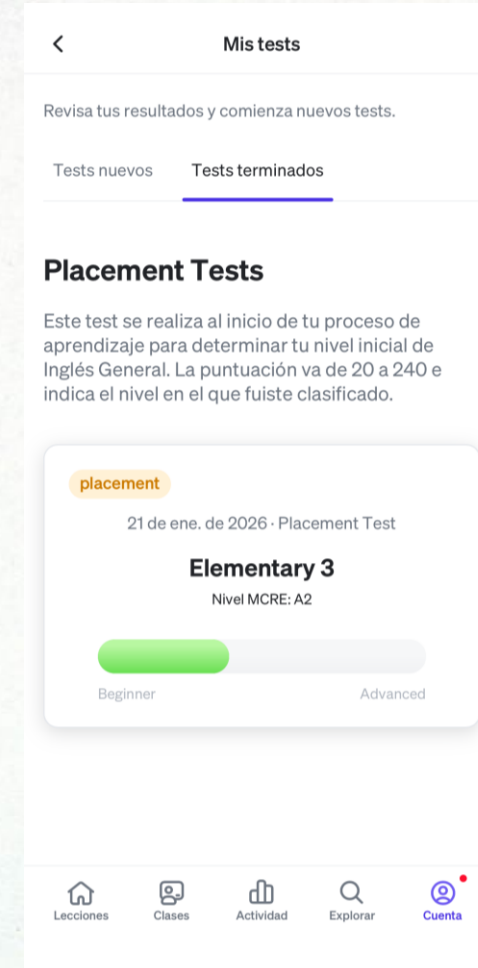 Mis tests
Revisa tus resultados y comienza nuevos tests.
Tests nuevos
Tests terminados
Placement Tests
Este test se realiza al inicio de tu proceso de
aprendizaje para determinar tu nivel inicial de
Inglés General. La puntuación va de 20 a 240 e
indica el nivel en el que fuiste clasificado.
placement
21 de ene. de 2026 · Placement Test
Elementary 3
Nivel MCRE: A2
Beginner
Advanced
Lecciones
Clases
Actividad
Explorar
Cuenta